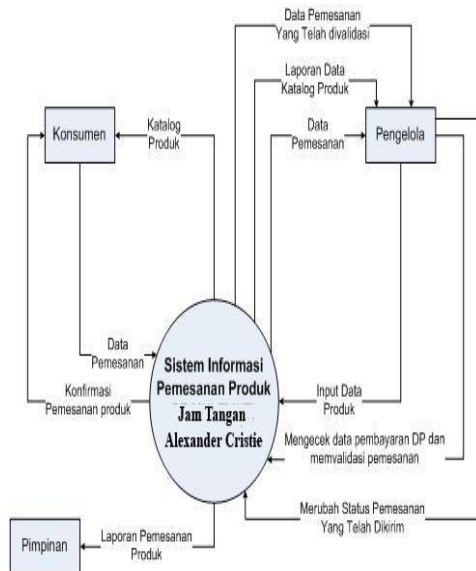 Data Pemesanan
Yang Telah divalidasi
Laporan Data
Katalog Produk
Konsumen
Katalog
Produk
Data
Pemesanan
Pengelola
Data
Pemesanan
Konfirmasi
Pemesanan produk
Sistem Informasi
Pemesanan Produk
Jam Tangan
Alexander Cristie
Input Data
Produk
Mengecek data pembayaran DP dan
memvalidasi pemesanan
Merubah Status Pemesanan
Yang Telah Dikirim
Pimpinan
Laporan Pemesanan
Produk